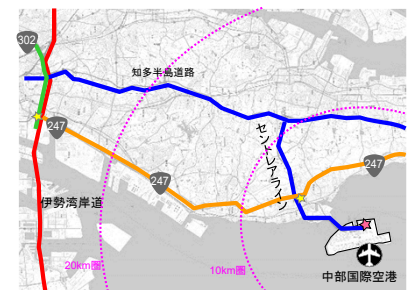 302
知多半島道路
247
セントレアライン
247
247
伊勢湾岸道
20km圏
10km圏
中部国際空港